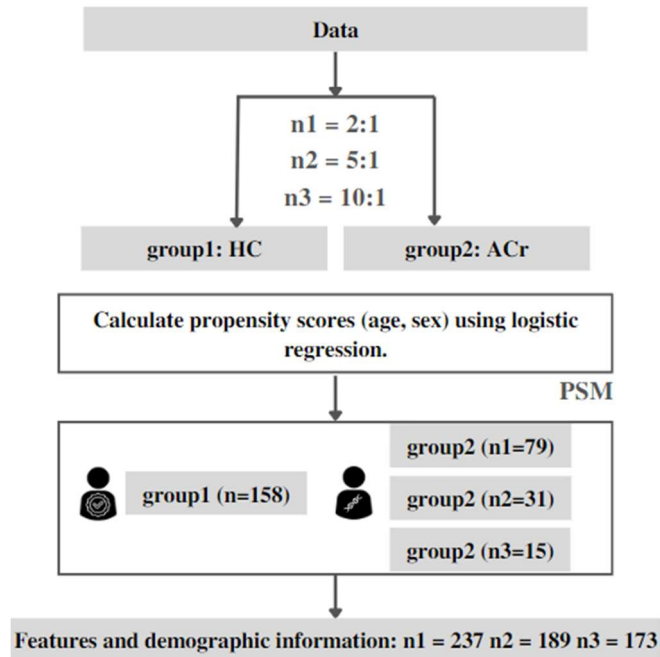 Data
n1 = 2:1
n2 = 5:1
n3 = 10:1
group1: HC
group2: ACr
Calculate propensity scores (age, sex) using logistic
regression.
PSM
group1 (n=158)
group2 (n1=79)
group2 (n2=31)
group2 (n3=15)
Features and demographic information: n1 = 237 n2 = 189 n3 = 173